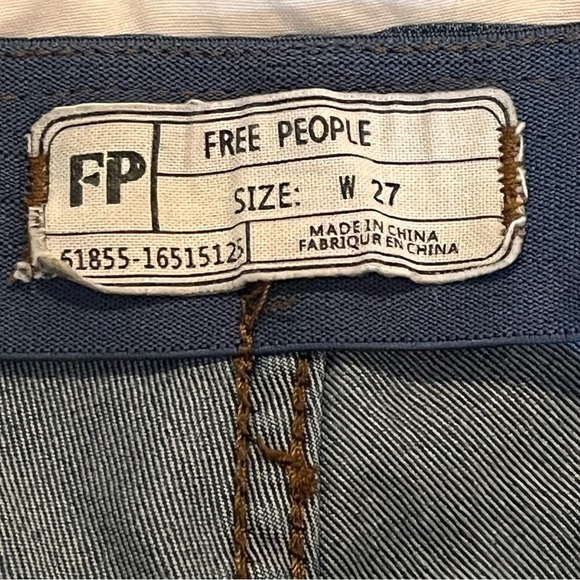 FP
FREE PEOPLE
SIZE: W 27
61855-16515125
MADE IN CHINA
FABRIQUR EN CHINA